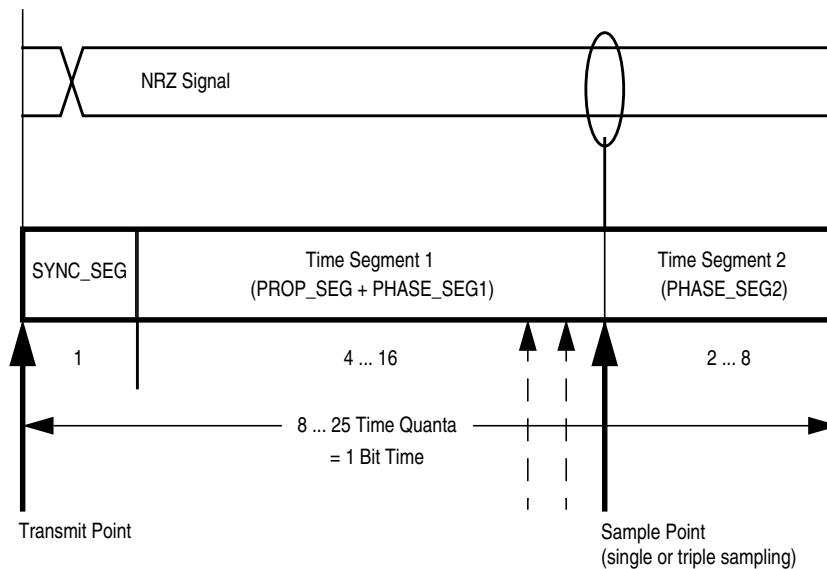 NRZ Signal
SYNC_SEG
Time Segment 1
(PROP_SEG + PHASE_SEG1)
Time Segment 2
(PHASE_SEG2)
1
4 ... 16
2 ... 8
8 ... 25 Time Quanta
= 1 Bit Time
Transmit Point
Sample Point
(single or triple sampling)